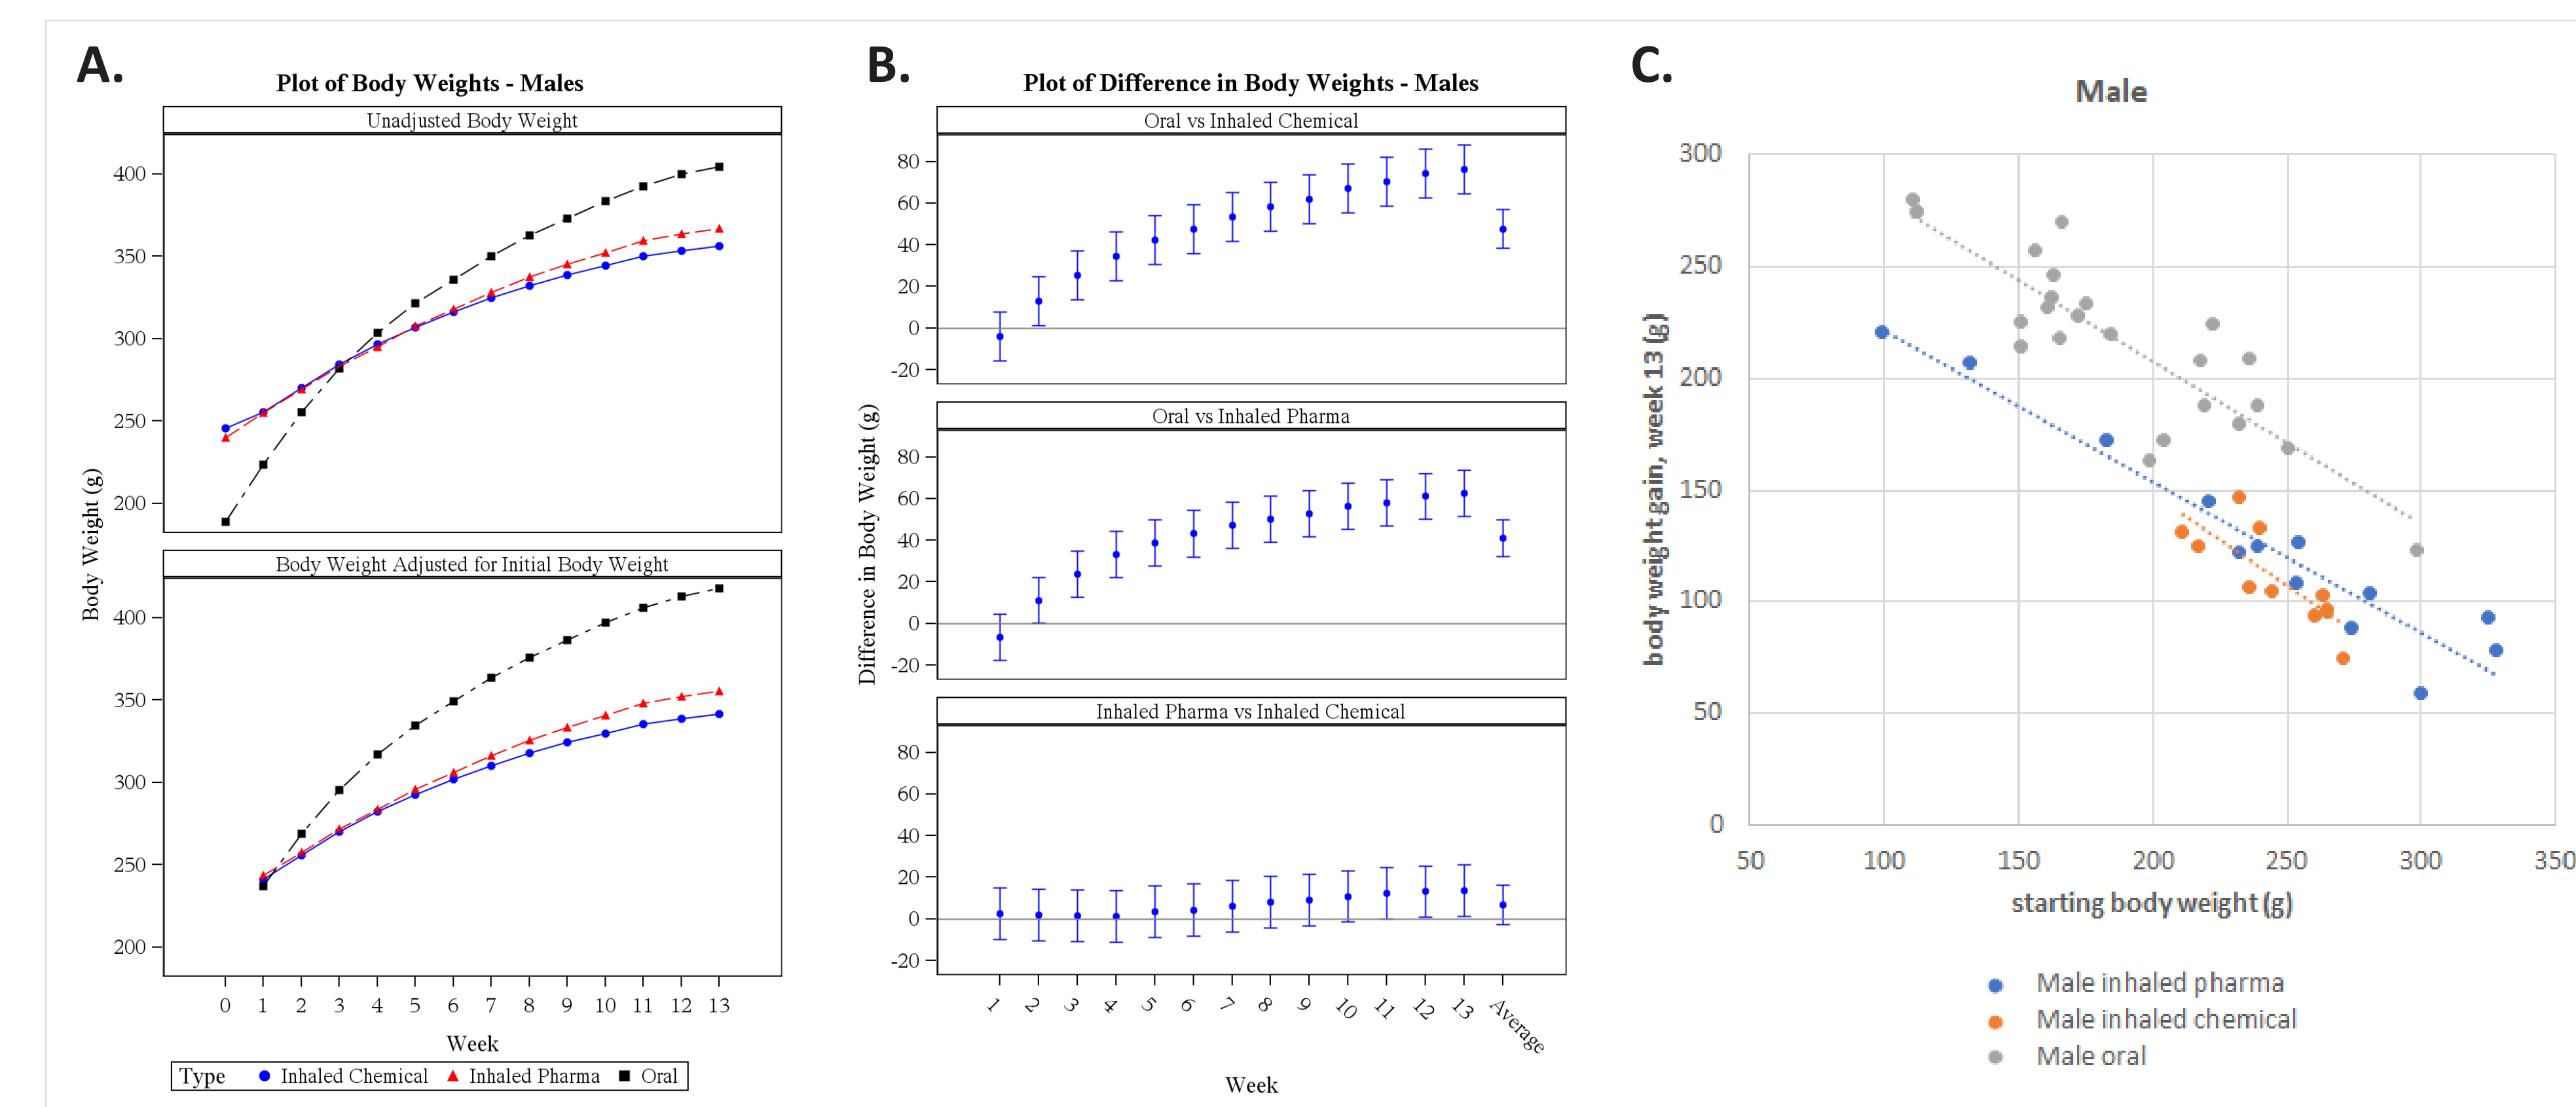 A.
Plot of Body Weights - Males
Unadjusted Body Weight
400
350
300
250
200
Body Weight Adjusted for Initial Body Weight
400
350
300
250
200
Body Weight (g)
0 1 2 3 4 5 6 7 8 9 10 11 12 13
Week
Type Inhaled Chemical Inhaled Pharma Oral
B.
Plot of Difference in Body Weights - Males
Oral vs Inhaled Chemical
80
60
40
20
0
-20
Oral vs Inhaled Pharma
80
60
40
20
0
-20
Inhaled Pharma vs Inhaled Chemical
80
60
40
20
0
-20
Difference in Body Weight (g)
1 2 3 4 5 6 7 8 9 10 11 12 13 Average
Week
C.
Male
300
250
200
150
100
50
0
body weight gain, week 13 (g)
50 100 150 200 250 300 350
starting body weight (g)
Male inhaled pharma
Male inhaled chemical
Male oral